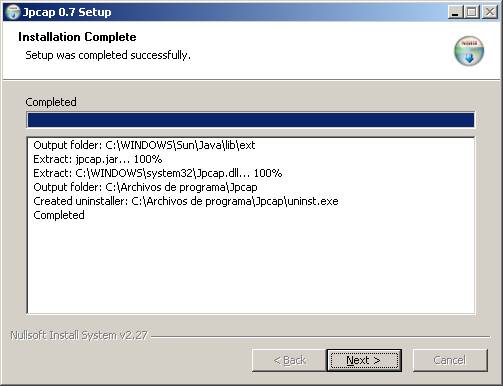 Jpcap 0.7 Setup
Installation Complete
Setup was completed successfully.
Completed
Output folder: C:\WINDOWS\Sun\Java\lib\ext
Extract: jpcap.jar... 100%
Extract: C:\WINDOWS\system32\Jpcap.dll... 100%
Output folder: C:\Archivos de programa\Jpcap
Created uninstaller: C:\Archivos de programa\Jpcap\uninst.exe
Completed
Nullsoft Install System v2.27
< Back
Next >
Cancel